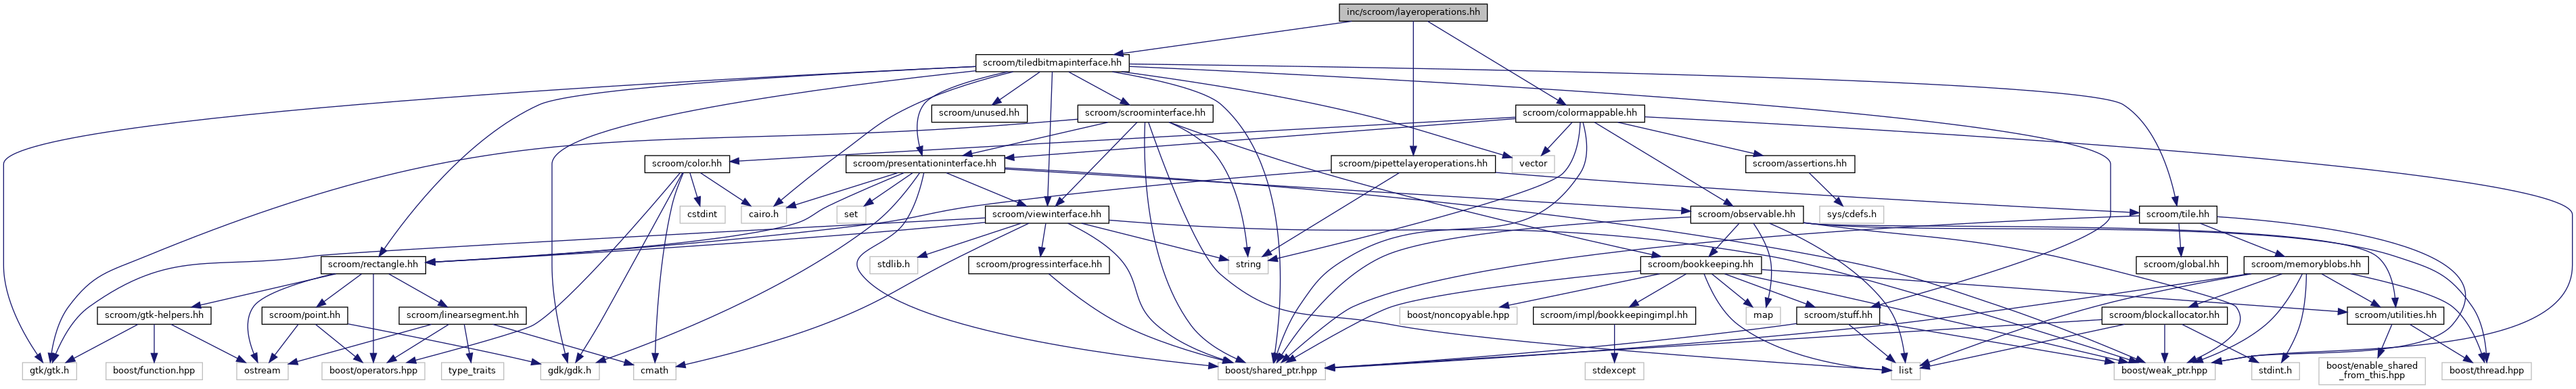 inc/scroom/layeroperations.hh
scroom/tiledbitmapinterface.hh
scroom/unused.hh
scroom/scroominterface.hh
scroom/colormappable.hh
scroom/color.hh
scroom/presentationinterface.hh
scroom/pipettelayeroperations.hh
vector
scroom/assertions.hh
cstdint
cairo.h
set
scroom/viewinterface.hh
scroom/observable.hh
sys/cdefs.h
scroom/tile.hh
scroom/rectangle.hh
stdlib.h
scroom/progressinterface.hh
string
scroom/bookkeeping.hh
scroom/global.hh
scroom/memoryblobs.hh
scroom/gtk-helpers.hh
scroom/point.hh
scroom/linearsegment.hh
boost/noncopyable.hpp
scroom/impl/bookkeepingimpl.hh
map
scroom/stuff.hh
scroom/blockallocator.hh
scroom/utilities.hh
gtk/gtk.h
boost/function.hpp
ostream
boost/operators.hpp
type_traits
gdk/gdk.h
cmath
boost/shared_ptr.hpp
stdexcept
list
boost/weak_ptr.hpp
stdint.h
boost/enable_shared
_from_this.hpp
boost/thread.hpp